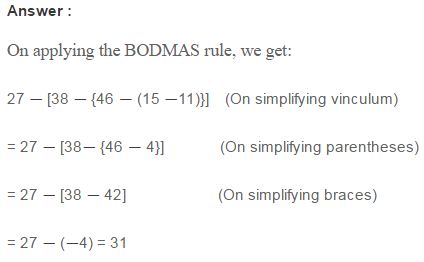 Answer :
On applying the BODMAS rule, we get:
27 — [38 — {46 — (15 —11)}] (On simplifying vinculum)
= 27 — [38— {46 — 4}] (On simplifying parentheses)
= 27 — [38 — 42] (On simplifying braces)
= 27 — (—4) = 31